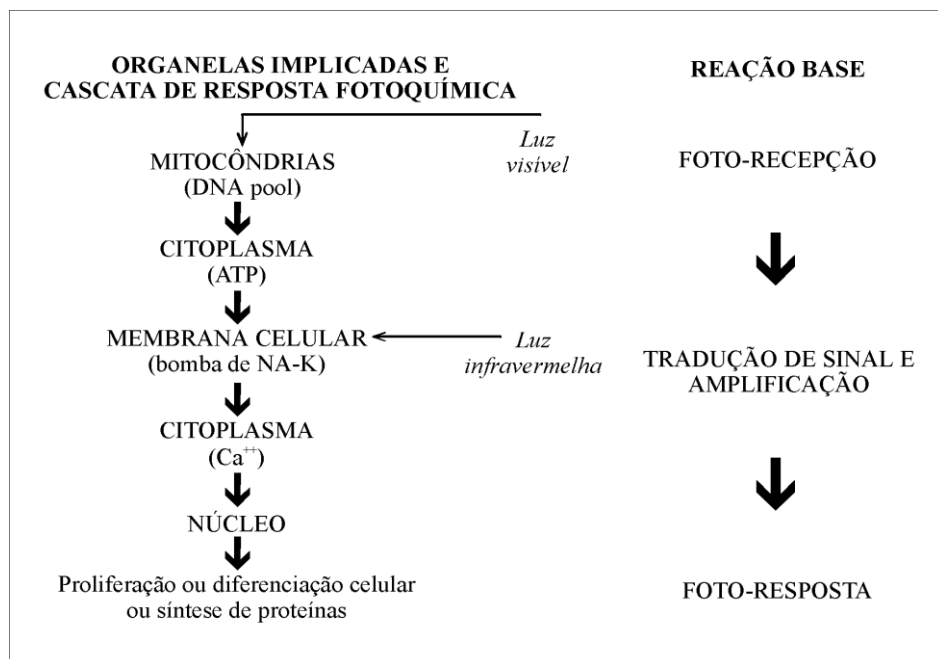 ORGANELAS IMPLICADAS E
CASCATA DE RESPOSTA FOTOQUÍMICA
REAÇÃO BASE
Luz
visível
MITOCÔNDRIAS
(DNA pool)
FOTO-RECEPÇÃO
CITOPLASMA
(ATP)
MEMBRANA CELULAR
(bomba de NA-K)
Luz
infravermelha
TRADUÇÃO DE SINAL E
AMPLIFICAÇÃO
CITOPLASMA
(Ca⁺⁺)
NÚCLEO
Proliferação ou diferenciação celular
ou síntese de proteínas
FOTO-RESPOSTA